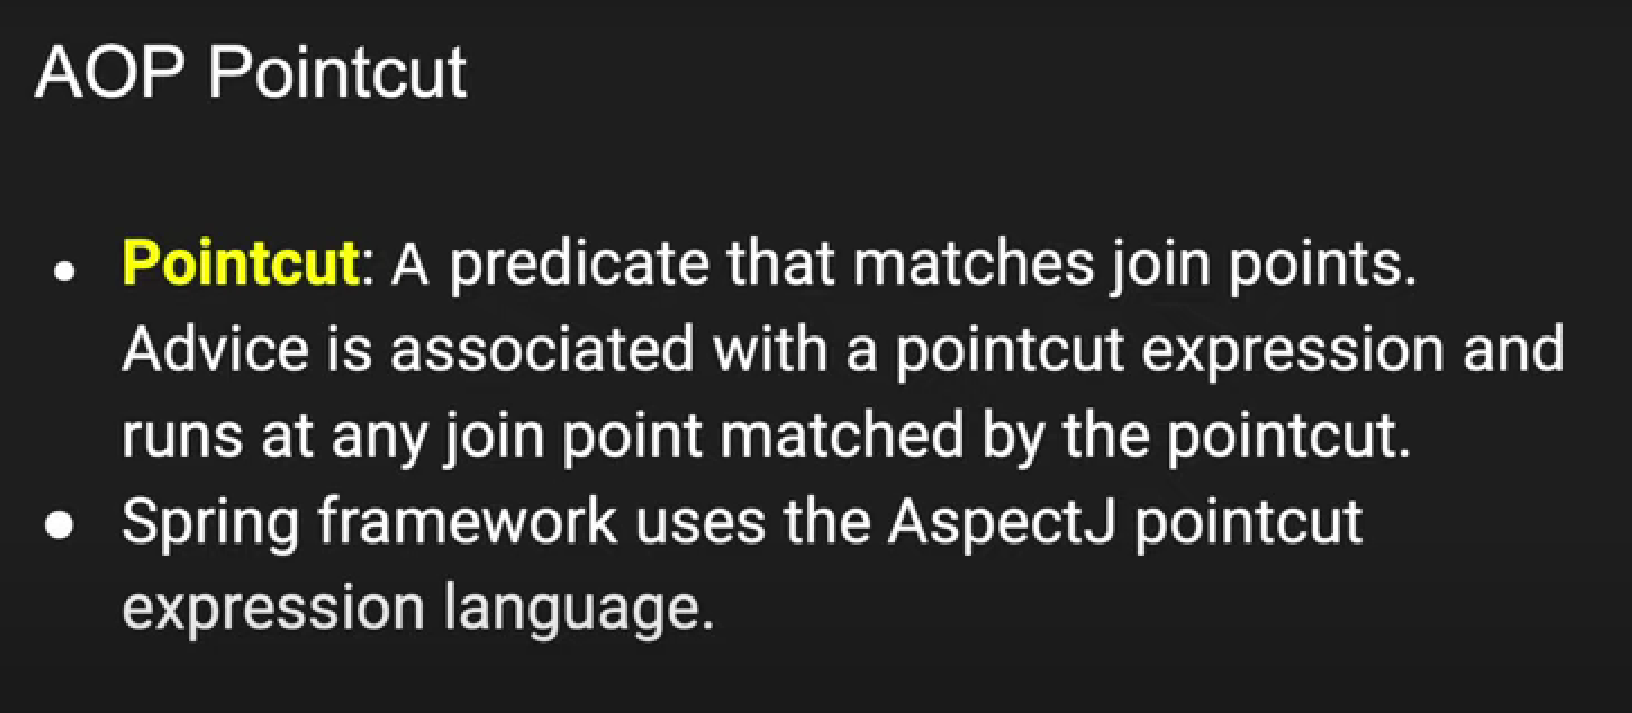 AOP Pointcut
● Pointcut: A predicate that matches join points.
Advice is associated with a pointcut expression and
runs at any join point matched by the pointcut.
● Spring framework uses the AspectJ pointcut
expression language.